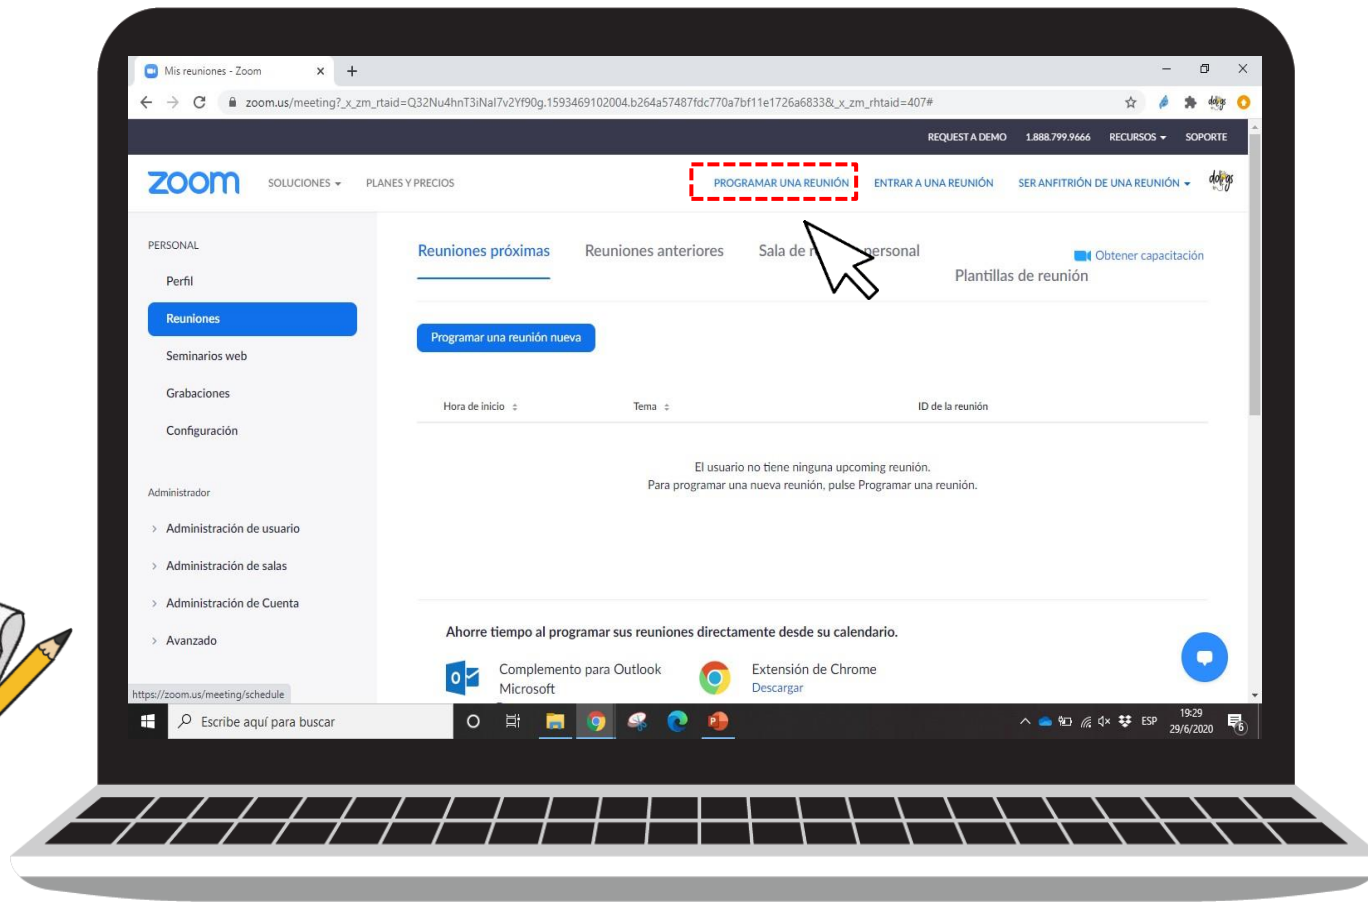 Mis reuniones - Zoom
zoom.us/meeting?_x_zm_rtaid=Q32Nu4hnT3iNal7v2Yf90g.1593469102004.b264a57487fdc770a7bf11e1726a6833&_x_zm_rhtaid=407#
REQUEST A DEMO 1.888.799.9666 RECURSOS SOPORTE
zoom SOLUCIONES PLANES Y PRECIOS PROGRAMAR UNA REUNIÓN ENTRAR A UNA REUNIÓN SER ANFITRIÓN DE UNA REUNIÓN
PERSONAL
Perfil
Reuniones
Seminarios web
Grabaciones
Configuración
Administrador
Administración de usuario
Administración de salas
Administración de Cuenta
Avanzado
Reuniones próximas Reuniones anteriores Sala de personal
Obtener capacitación
Plantillas de reunión
Programar una reunión nueva
Hora de inicio Tema ID de la reunión
El usuario no tiene ninguna upcoming reunión.
Para programar una nueva reunión, pulse Programar una reunión.
Ahorre tiempo al programar sus reuniones directamente desde su calendario.
Complemento para Outlook
Microsoft
Extensión de Chrome
Descargar
https://zoom.us/meeting/schedule
Escribe aquí para buscar
ESP
19:29
29/6/2020
6